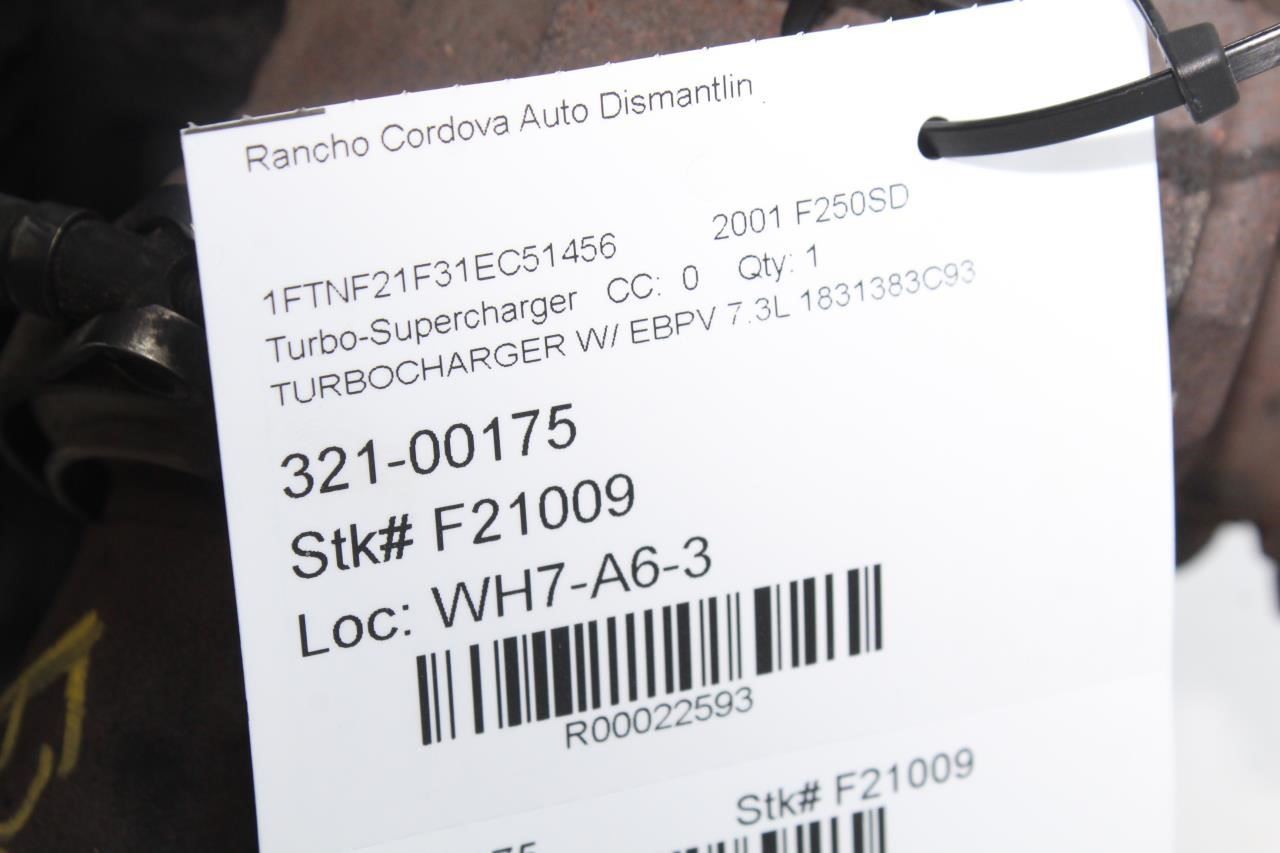 Rancho Cordova Auto Dismantlin
1FTNF21F31EC51456 2001 F250SD
Turbo-Supercharger CC: 0 Qty: 1
TURBOCHARGER W/ EBPV 7.3L 1831383C93
321-00175
Stk# F21009
Loc: WH7-A6-3
R00022593
Stk# F21009